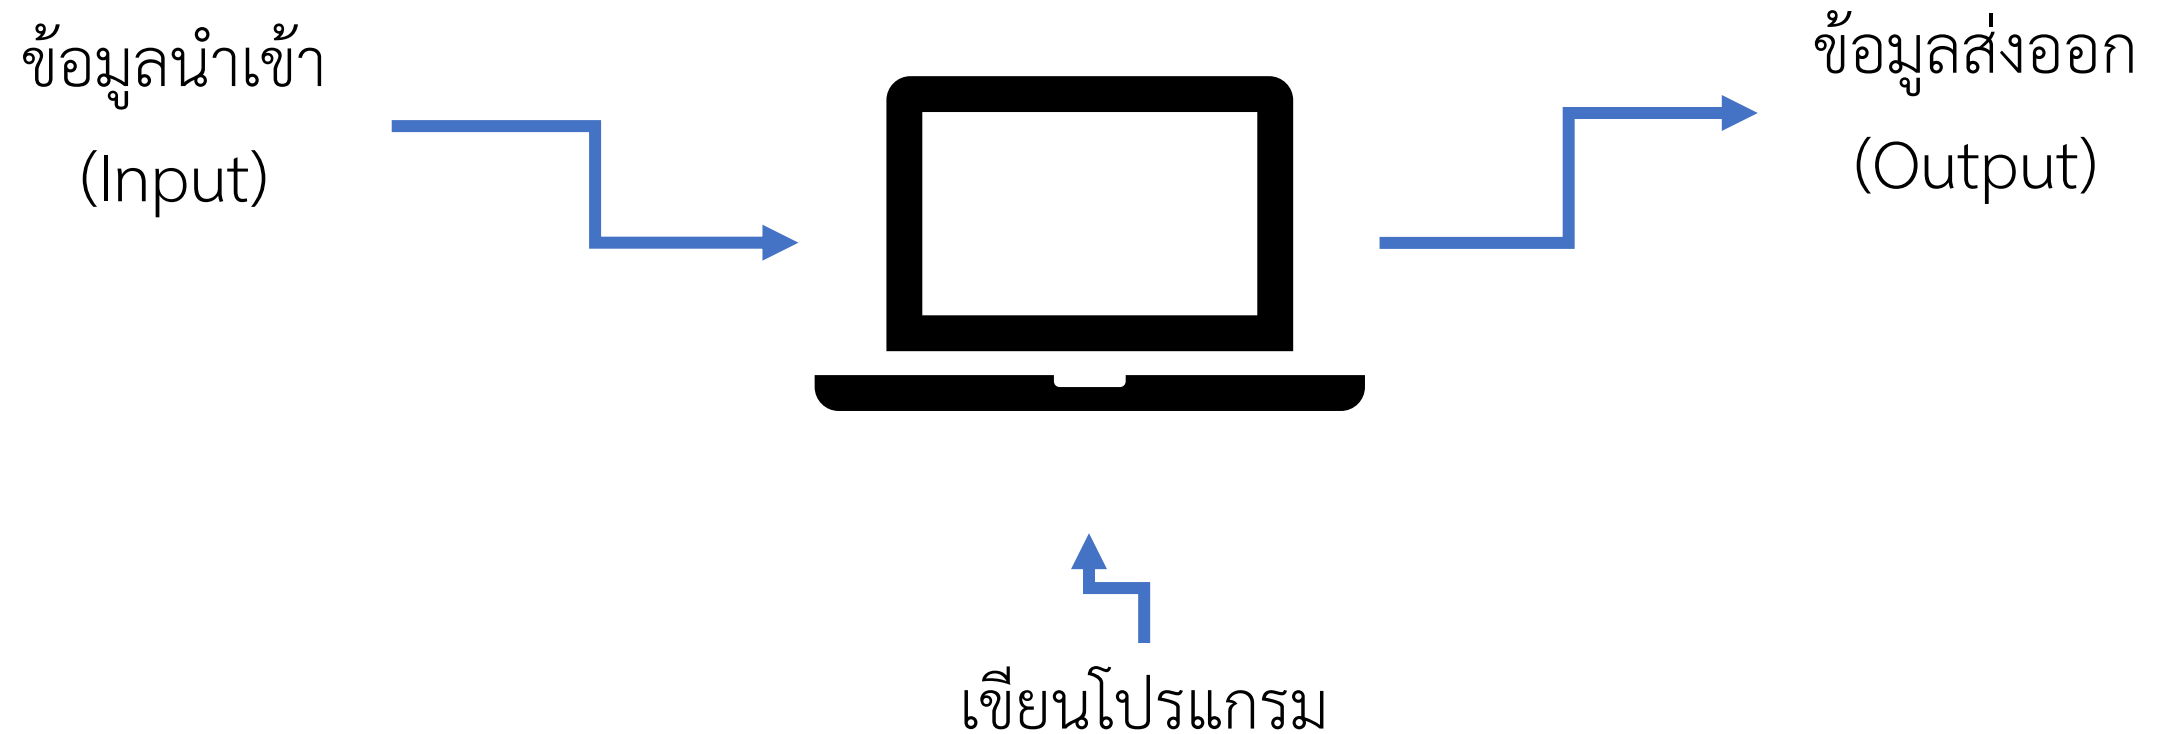 ข้อมูลนำเข้า
(Input)
ข้อมูลส่งออก
(Output)
เขียนโปรแกรม